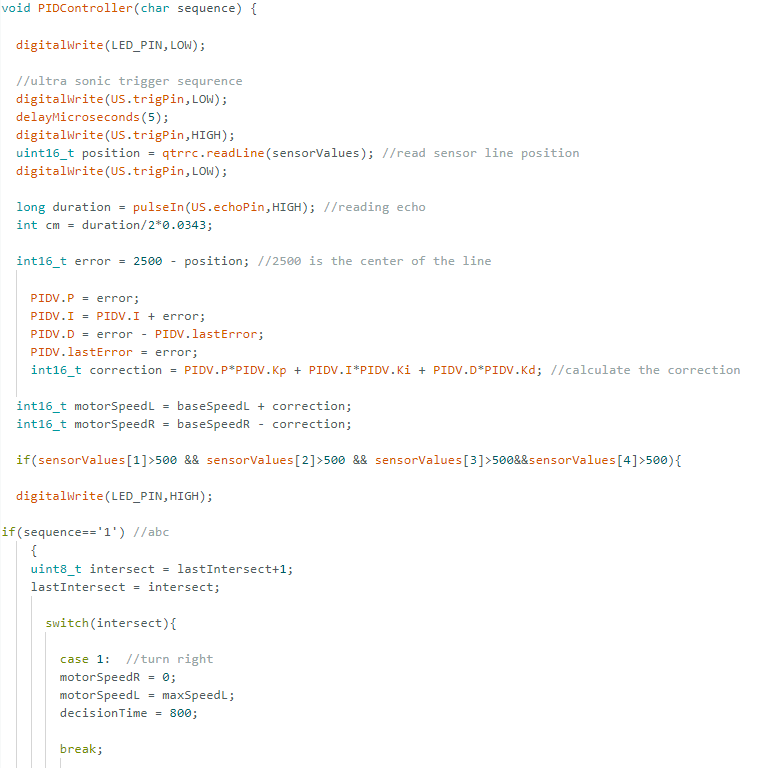 void PIDController(char sequence) {
digitalWrite(LED_PIN,LOW);
//ultra sonic trigger sequrence
digitalWrite(US.trigPin,LOW);
delayMicroseconds(5);
digitalWrite(US.trigPin,HIGH);
uint16_t position = qtrrc.readLine(sensorValues); //read sensor line position
digitalWrite(US.trigPin,LOW);
long duration = pulseIn(US.echoPin,HIGH); //reading echo
int cm = duration/2*0.0343;
int16_t error = 2500 - position; //2500 is the center of the line
PIDV.P = error;
PIDV.I = PIDV.I + error;
PIDV.D = error - PIDV.lastError;
PIDV.lastError = error;
int16_t correction = PIDV.P*PIDV.Kp + PIDV.I*PIDV.Ki + PIDV.D*PIDV.Kd; //calculate the correction
int16_t motorSpeedL = baseSpeedL + correction;
int16_t motorSpeedR = baseSpeedR - correction;
if(sensorValues[1]>500 && sensorValues[2]>500 && sensorValues[3]>500&&sensorValues[4]>500){
digitalWrite(LED_PIN,HIGH);
if(sequence=='1') //abc
{
uint8_t intersect = lastIntersect+1;
lastIntersect = intersect;
switch(intersect){
case 1:  //turn right
motorSpeedR = 0;
motorSpeedL = maxSpeedL;
decisionTime = 800;
break;